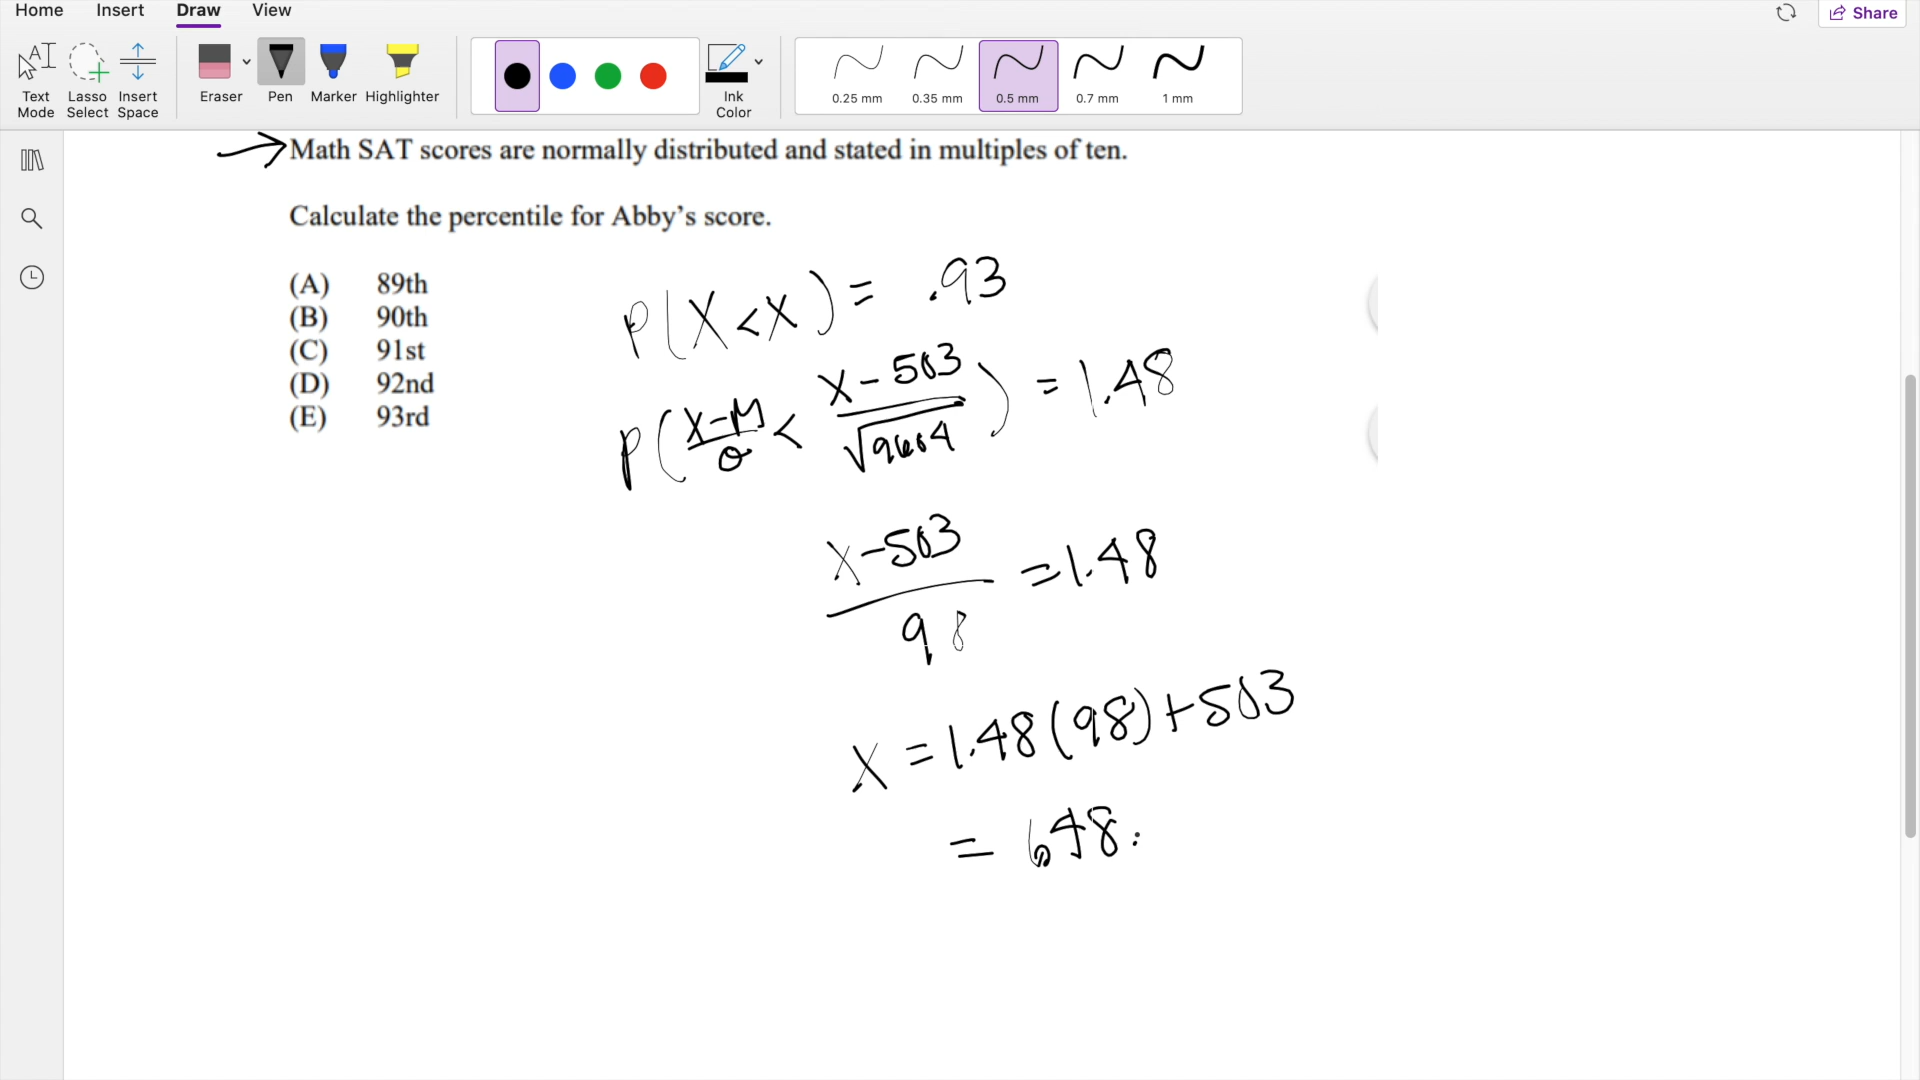 Home Insert Draw View
Share
Text Mode
Lasso Select
Insert Space
Eraser
Pen
Marker
Highlighter
Ink Color
0.25 mm
0.35 mm
0.5 mm
0.7 mm
1 mm
Math SAT scores are normally distributed and stated in multiples of ten.
Calculate the percentile for Abby's score.
(A) 89th
(B) 90th
(C) 91st
(D) 92nd
(E) 93rd
P(X<x) = .93
P(X-M/σ < x-503/√9604) = 1.48
x-503/98 = 1.48
x = 1.48(98)+503
= 648.